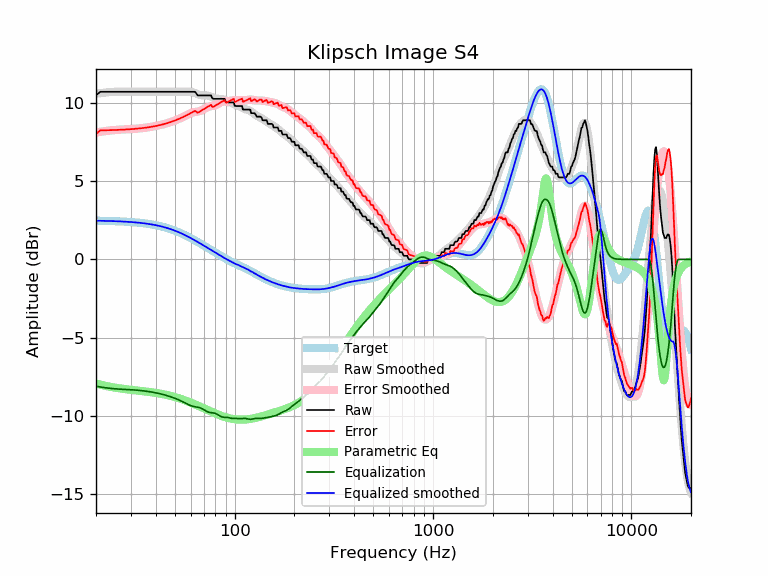 Klipsch Image S4
Amplitude (dBr)
10
5
0
−5
−10
−15
Target
Raw Smoothed
Error Smoothed
Raw
Error
Parametric Eq
Equalization
Equalized smoothed
100
1000
10000
Frequency (Hz)